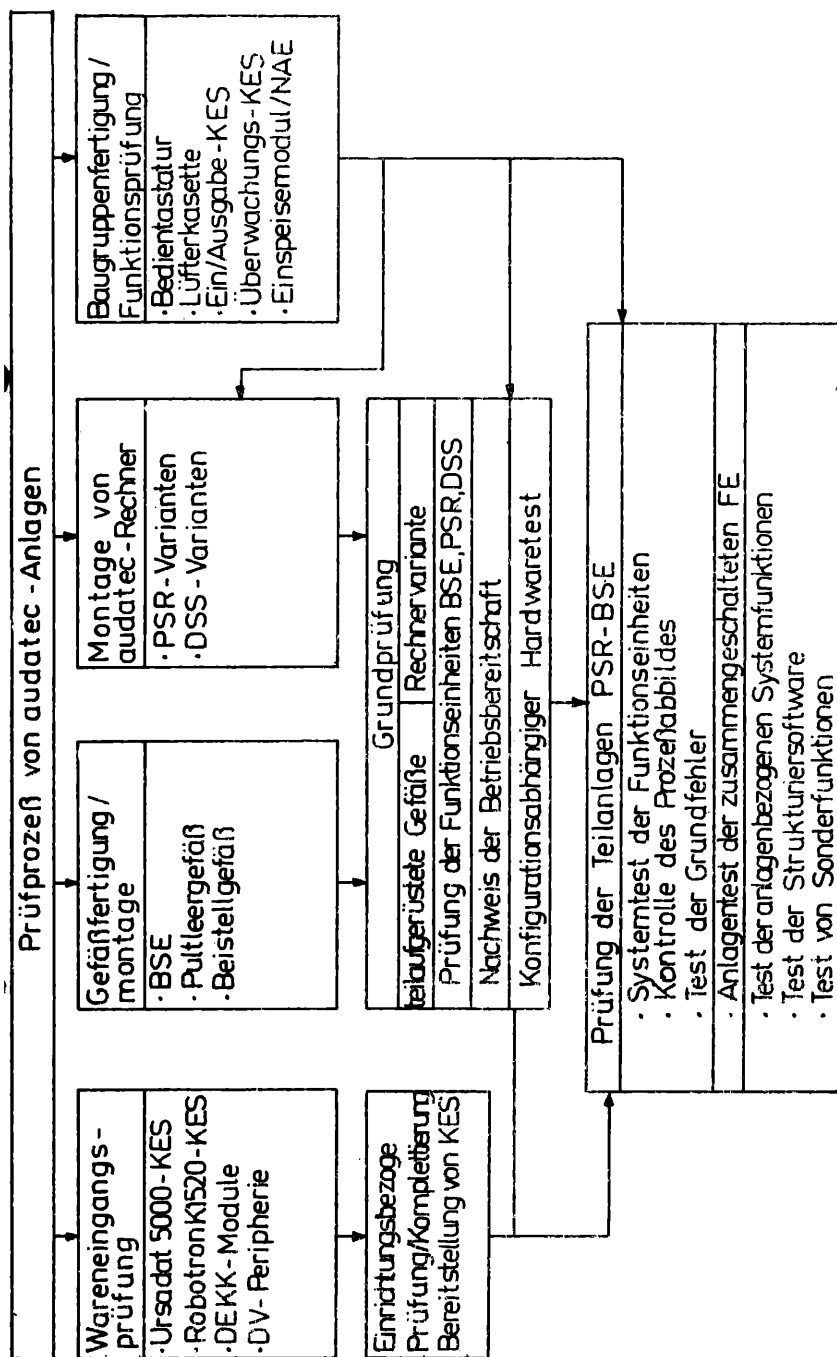 Prüfprozeß von audatec-Anlagen
Wareneingangs-
prüfung
·Ursadat 5000-KES
·Robotron K1520-KES
·DEKK-Module
·DV-Peripherie
Gefäßfertigung/
montage
·BSE
·Pultleergefäß
·Beistellgefäß
Montage von
audatec-Rechner
·PSR-Varianten
·DSS-Varianten
Baugruppenfertigung/
Funktionsprüfung
·Bedientastatur
·Lüfterkasette
·Ein/Ausgabe-KES
·Überwachungs-KES
·Einspeisemodul/NAE
Einrichtungsbezoge
Prüfung/Komplettierung
Bereitstellung von KES
Grundprüfung
teilaufgerüstete Gefäße
Rechnervariante
Prüfung der Funktionseinheiten BSE,PSR,DSS
Nachweis der Betriebsbereitschaft
Konfigurationsabhängiger Hardwaretest
Prüfung der Teilanlagen PSR-BSE
· Systemtest der Funktionseinheiten
· Kontrolle des Prozeßabbildes
· Test der Grundfehler
· Anlagentest der zusammengeschalteten FE
· Test der anlagenbezogenen Systemfunktionen
· Test der Strukturiersoftware
· Test von Sonderfunktionen